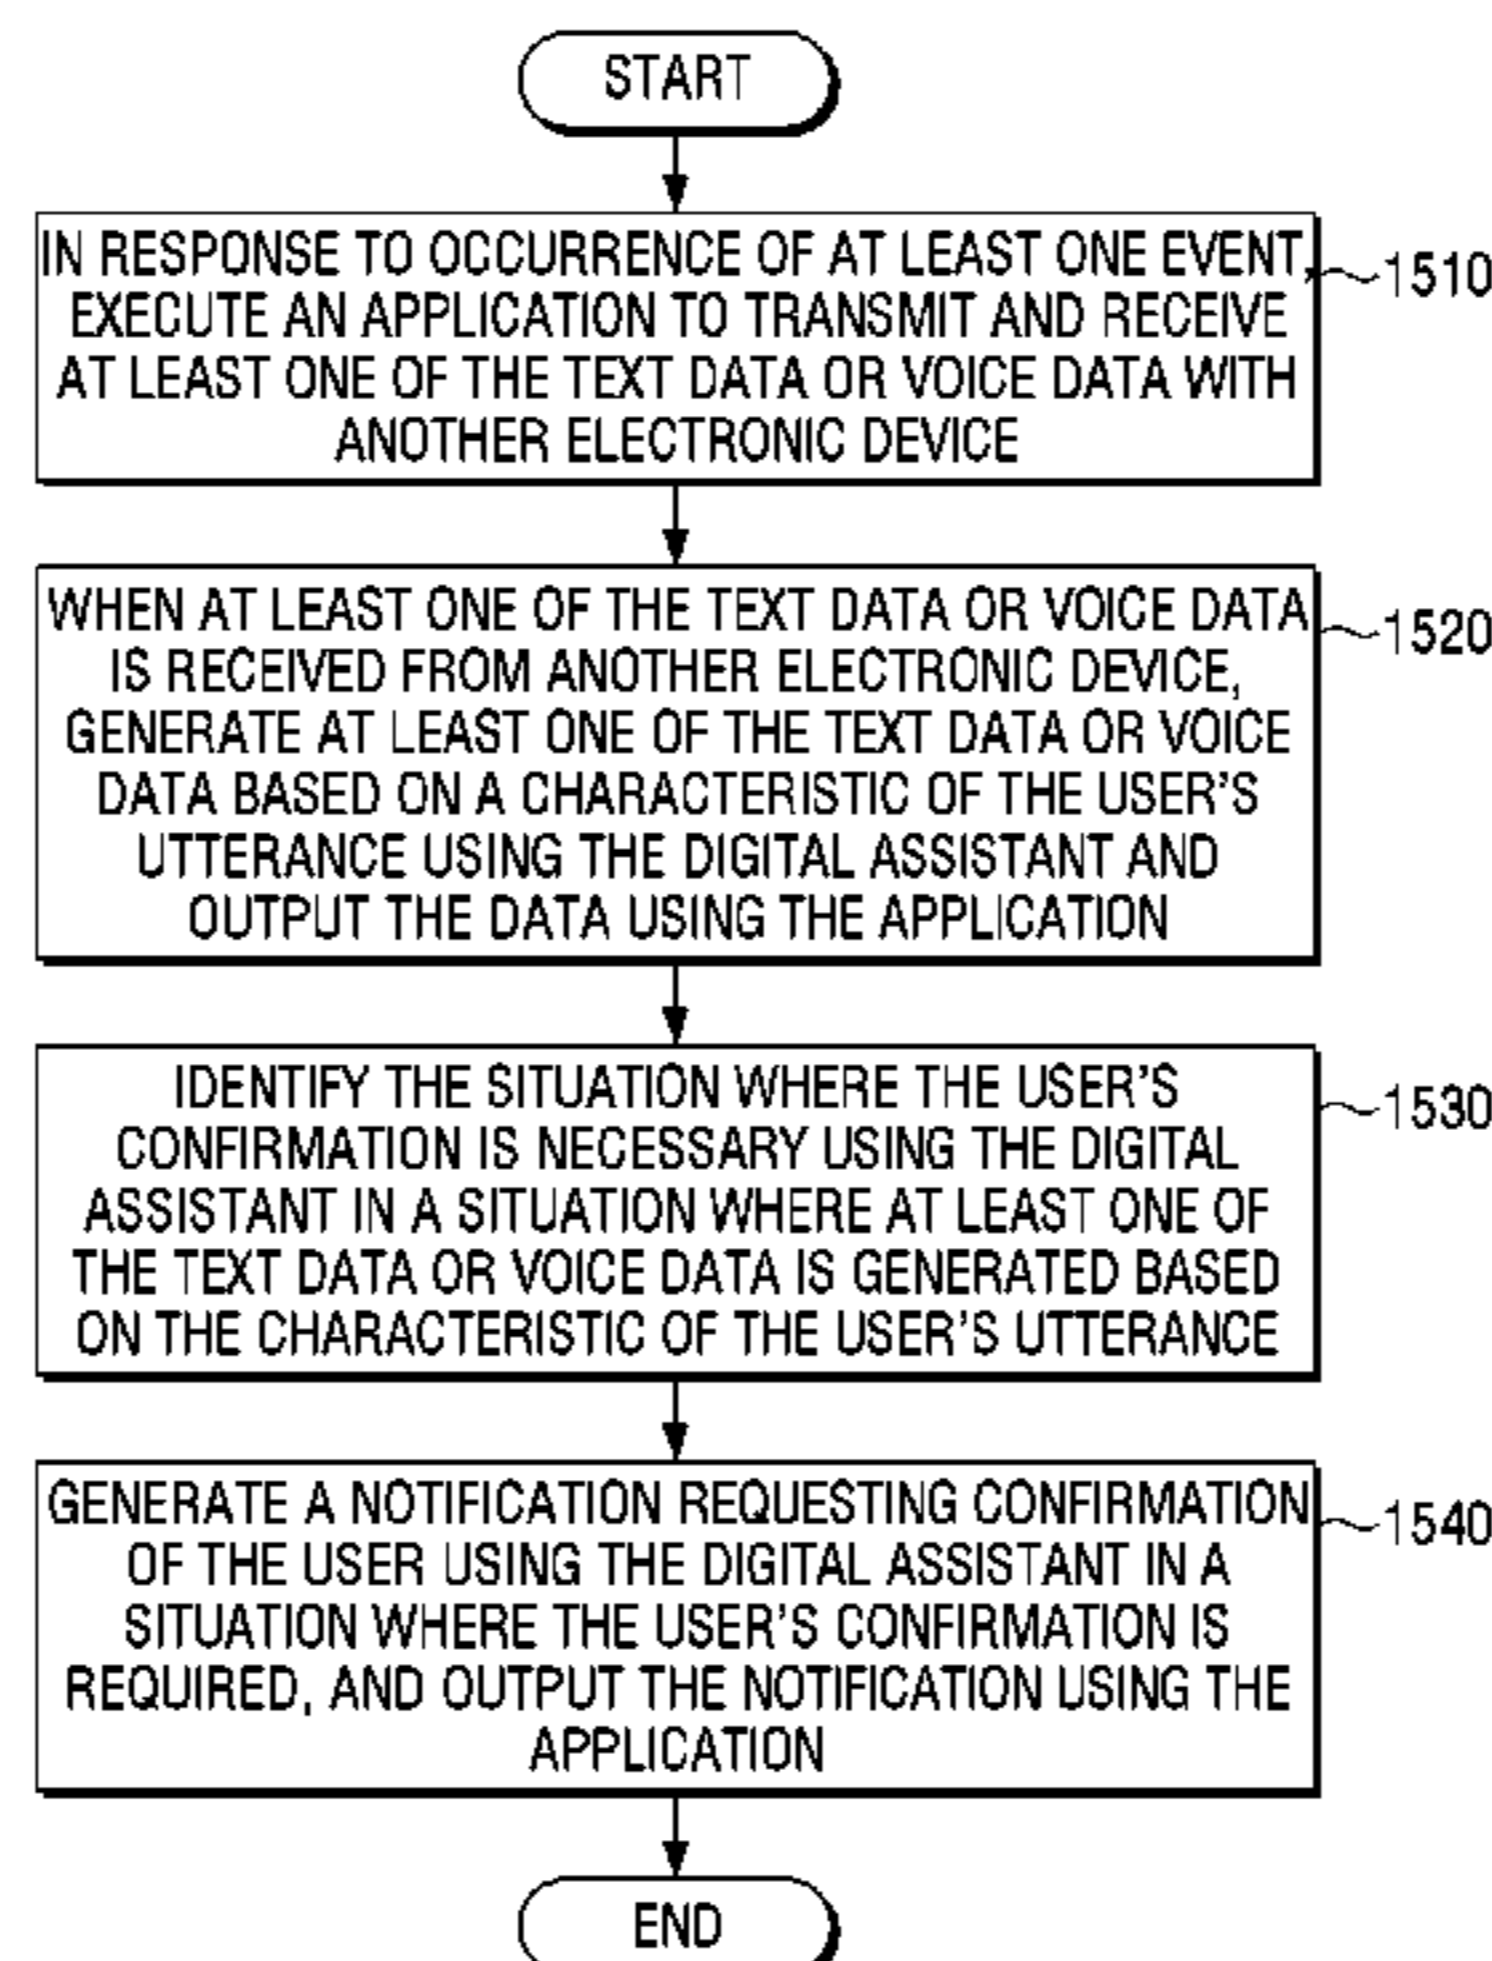 START
IN RESPONSE TO OCCURRENCE OF AT LEAST ONE EVENT,
EXECUTE AN APPLICATION TO TRANSMIT AND RECEIVE
AT LEAST ONE OF THE TEXT DATA OR VOICE DATA WITH
ANOTHER ELECTRONIC DEVICE
1510
WHEN AT LEAST ONE OF THE TEXT DATA OR VOICE DATA
IS RECEIVED FROM ANOTHER ELECTRONIC DEVICE,
GENERATE AT LEAST ONE OF THE TEXT DATA OR VOICE
DATA BASED ON A CHARACTERISTIC OF THE USER'S
UTTERANCE USING THE DIGITAL ASSISTANT AND
OUTPUT THE DATA USING THE APPLICATION
1520
IDENTIFY THE SITUATION WHERE THE USER'S
CONFIRMATION IS NECESSARY USING THE DIGITAL
ASSISTANT IN A SITUATION WHERE AT LEAST ONE OF
THE TEXT DATA OR VOICE DATA IS GENERATED BASED
ON THE CHARACTERISTIC OF THE USER'S UTTERANCE
1530
GENERATE A NOTIFICATION REQUESTING CONFIRMATION
OF THE USER USING THE DIGITAL ASSISTANT IN A
SITUATION WHERE THE USER'S CONFIRMATION IS
REQUIRED, AND OUTPUT THE NOTIFICATION USING THE
APPLICATION
1540
END